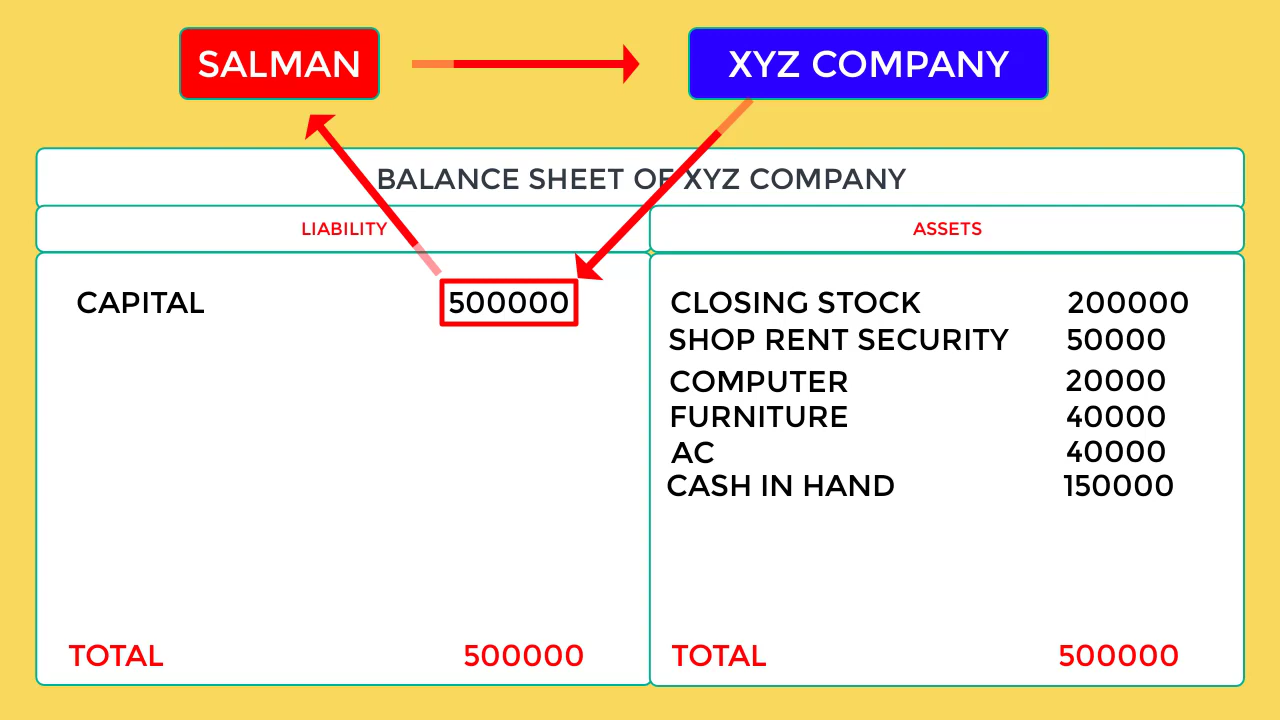 SALMAN XYZ COMPANY
BALANCE SHEET OF XYZ COMPANY
LIABILITY ASSETS
CAPITAL 500000 CLOSING STOCK 200000
SHOP RENT SECURITY 50000
COMPUTER 20000
FURNITURE 40000
AC 40000
CASH IN HAND 150000
TOTAL 500000 TOTAL 500000